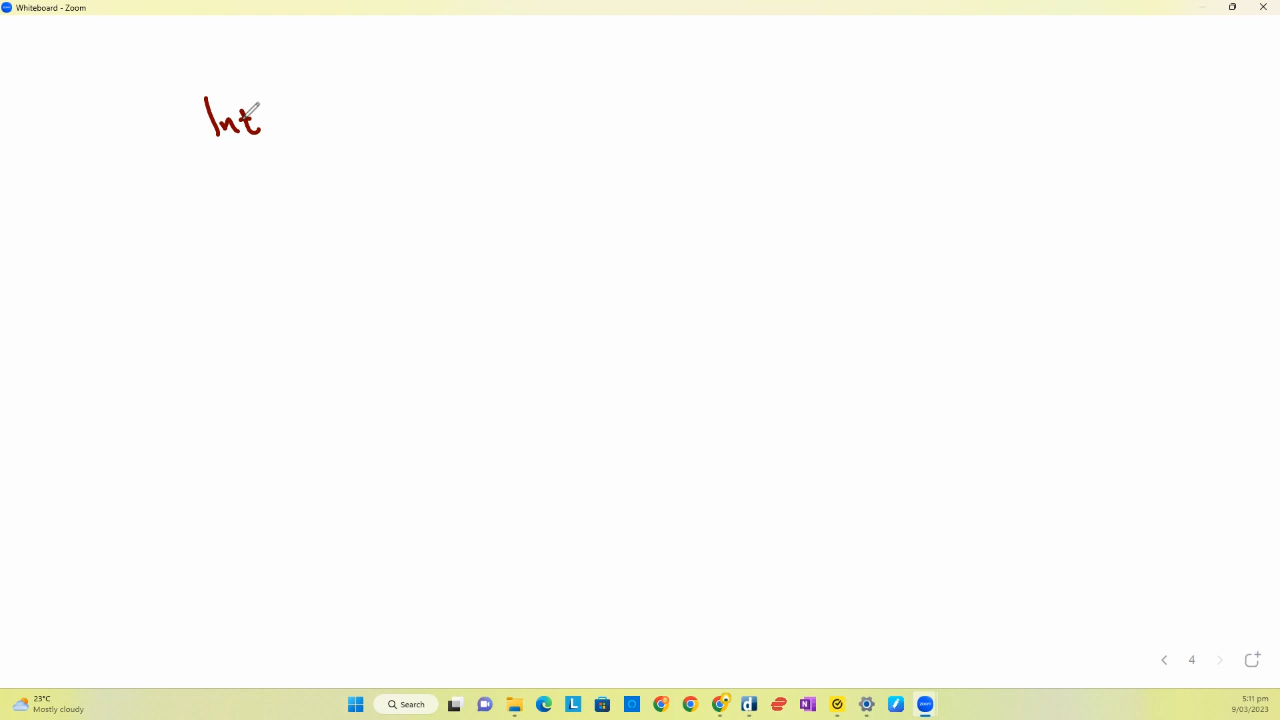 Whiteboard - Zoom
Int
4
23°C
Mostly cloudy
Search
5:11 pm
9/03/2023